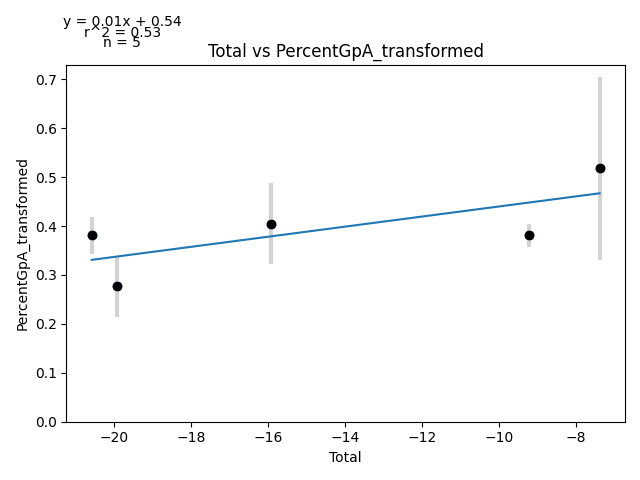 y = 0.01x + 0.54
r^2 = 0.53
n = 5
Total vs PercentGpA_transformed
PercentGpA_transformed
0.7
0.6
0.5
0.4
0.3
0.2
0.1
0.0
−20 −18 −16 −14 −12 −10 −8
Total